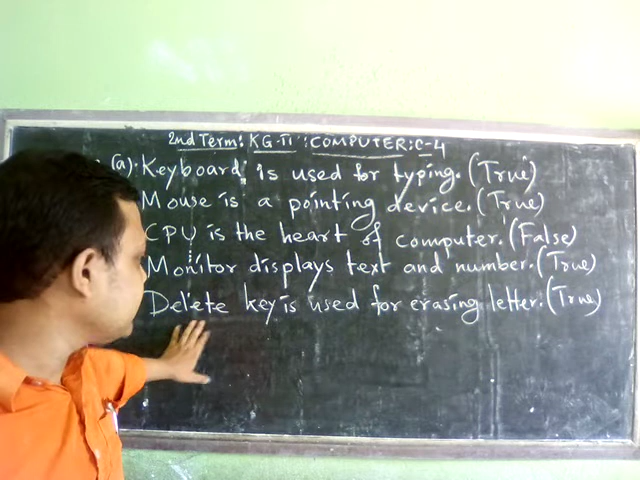 2nd Term: KG-II: COMPUTER: C-4
(a). Keyboard is used for typing. (True)
Mouse is a pointing device. (True)
CPU is the heart of computer. (False)
Monitor displays text and number. (True)
Delete key is used for erasing letter. (True)